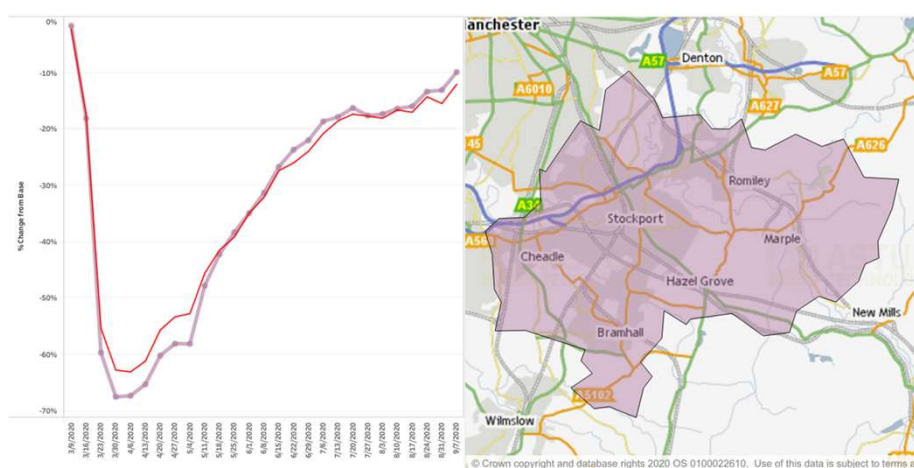 0%
-10%
-20%
-30%
-40%
-50%
-60%
-70%
% Change from Base
3/9/2020
3/16/2020
3/23/2020
3/30/2020
4/6/2020
4/13/2020
4/20/2020
4/27/2020
5/4/2020
5/11/2020
5/18/2020
5/25/2020
6/1/2020
6/8/2020
6/15/2020
6/22/2020
6/29/2020
7/6/2020
7/13/2020
7/20/2020
7/27/2020
8/3/2020
8/10/2020
8/17/2020
8/24/2020
8/31/2020
9/7/2020
anchester
A57
Denton
A57
A6010
A627
45
A626
Romiley
A34
Stockport
A560
Marple
Cheadle
Hazel Grove
New Mills
Bramhall
A5102
Wilmslow
© Crown copyright and database rights 2020 OS 0100022610. Use of this data is subject to terms